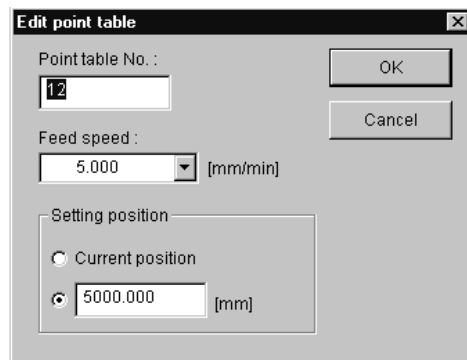 Edit point table
Point table No. :
12
OK
Cancel
Feed speed :
5.000 [mm/min]
Setting position
Current position
5000.000 [mm]